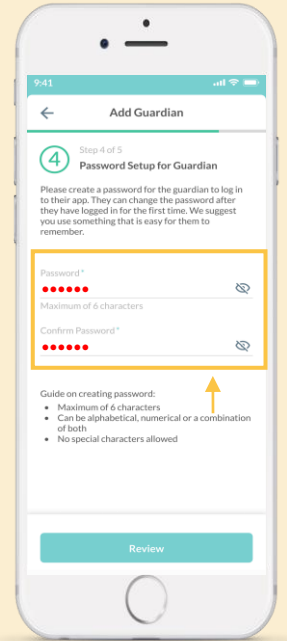 9:41
Add Guardian
4
Step 4 of 5
Password Setup for Guardian
Please create a password for the guardian to log in
to their app. They can change the password after
they have logged in for the first time. We suggest
you use something that is easy for them to
remember.
Password*
●●●●●●
Maximum of 6 characters
Confirm Password*
●●●●●●
Guide on creating password:
• Maximum of 6 characters
• Can be alphabetical, numerical or a combination
of both
• No special characters allowed
Review